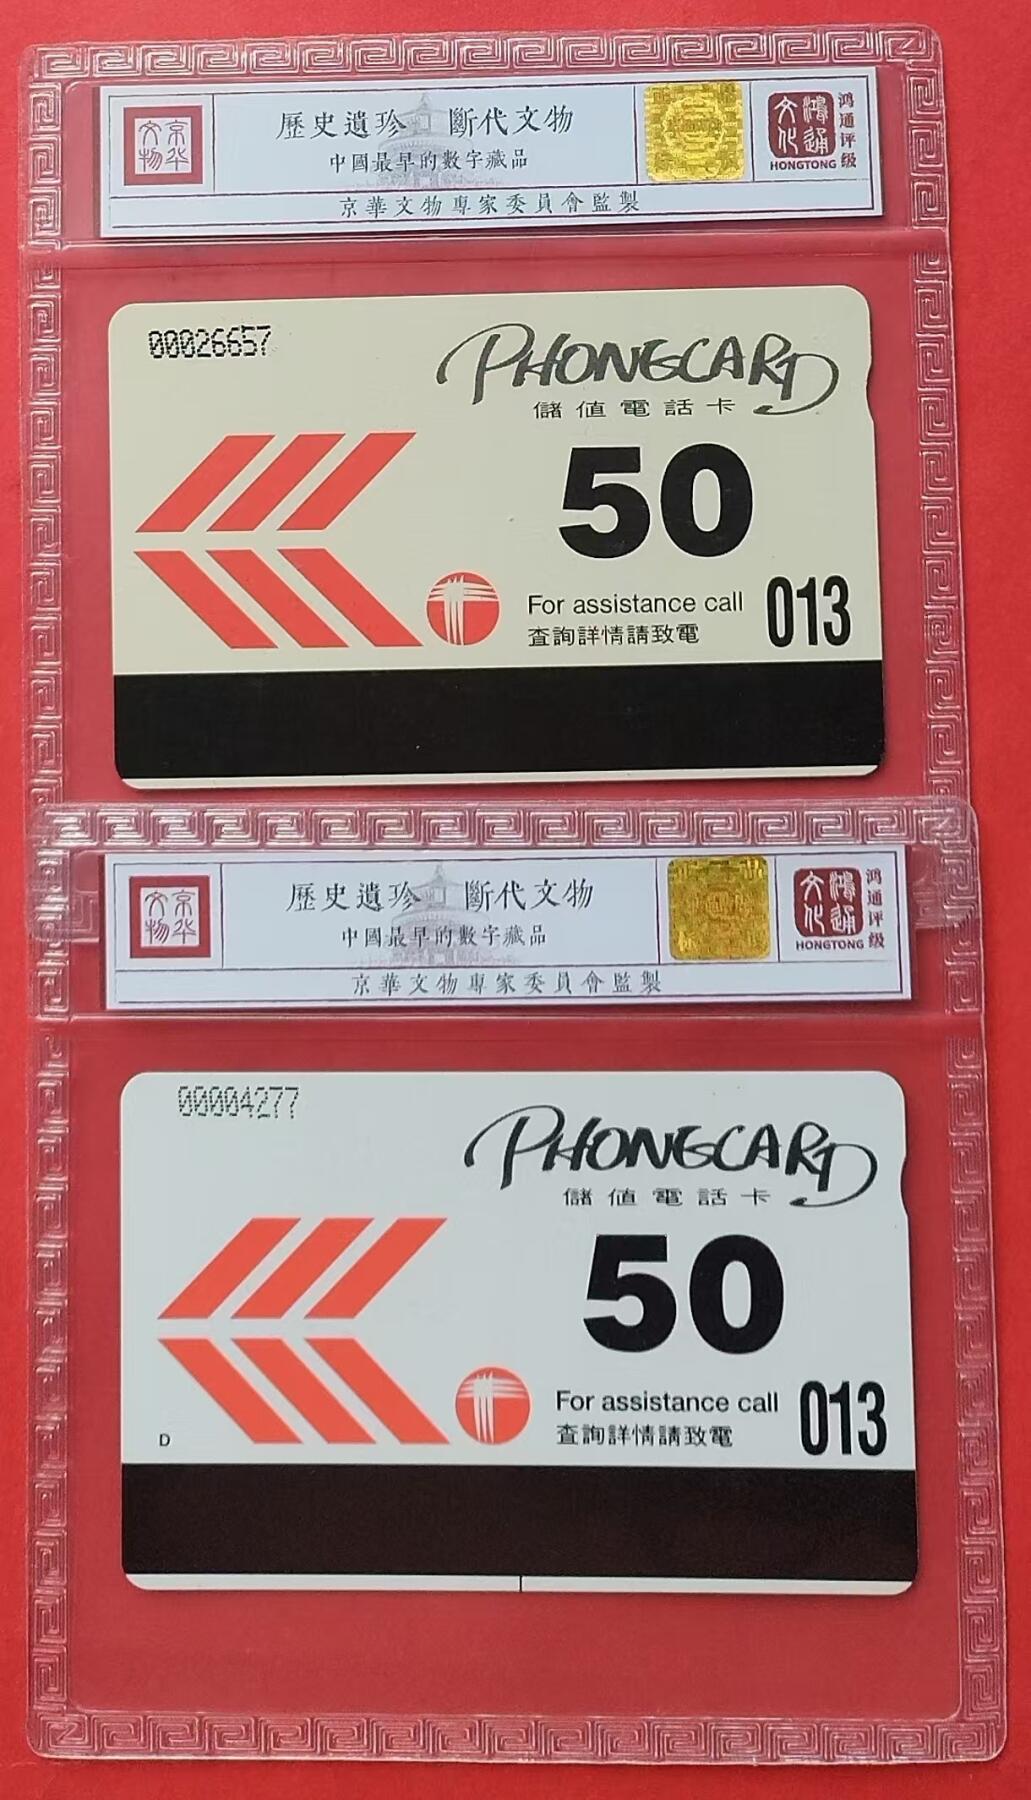 京华
文物
歷史遺珍 斷代文物
中國最早的數字藏品
京華文物專家委員會監製
鴻通
文化
HONGTONG
鸿通评级
00026657
PHONECARD
儲值電話卡
50
For assistance call
查詢詳情請致電
013
京华
文物
歷史遺珍 斷代文物
中國最早的數字藏品
京華文物專家委員會監製
鴻通
文化
HONGTONG
鸿通评级
00004277
PHONECARD
儲值電話卡
50
For assistance call
查詢詳情請致電
013
D